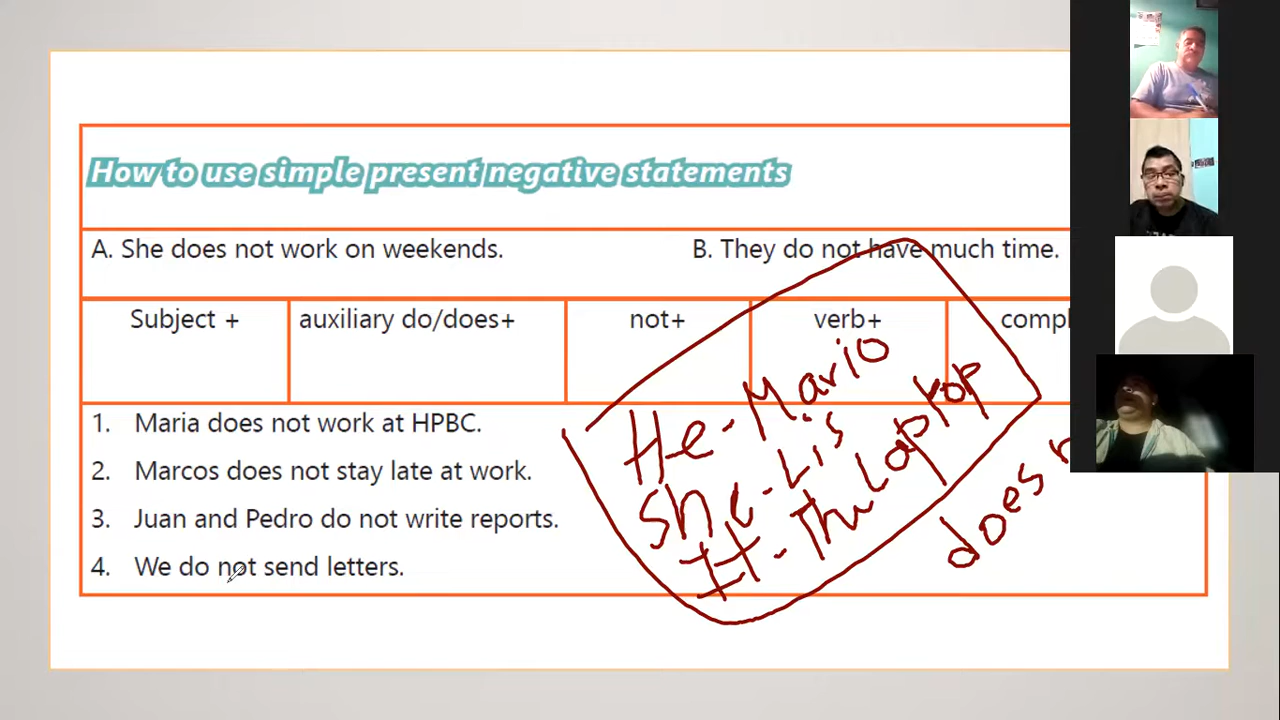 How to use simple present negative statements
A. She does not work on weekends. B. They do not have much time.
Subject + auxiliary do/does+ not+ verb+ compl
1. Maria does not work at HPBC.
2. Marcos does not stay late at work.
3. Juan and Pedro do not write reports.
4. We do not send letters.
He-Mario
She-Lis
It-The laptop
does n